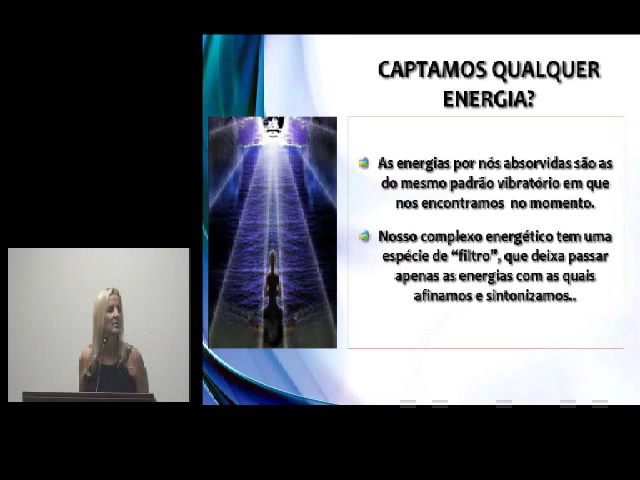 CAPTAMOS QUALQUER
ENERGIA?
As energias por nós absorvidas são as
do mesmo padrão vibratório em que
nos encontramos no momento.
Nosso complexo energético tem uma
espécie de “filtro”, que deixa passar
apenas as energias com as quais
afinamos e sintonizamos..